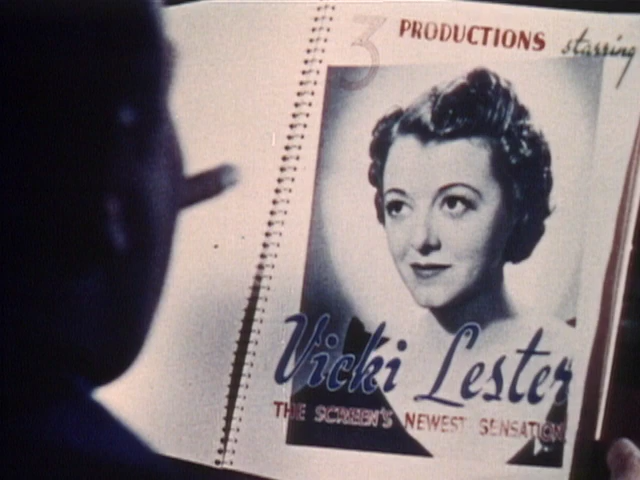 3 PRODUCTIONS starring
Vicki Lester
THE SCREEN'S NEWEST SENSATION